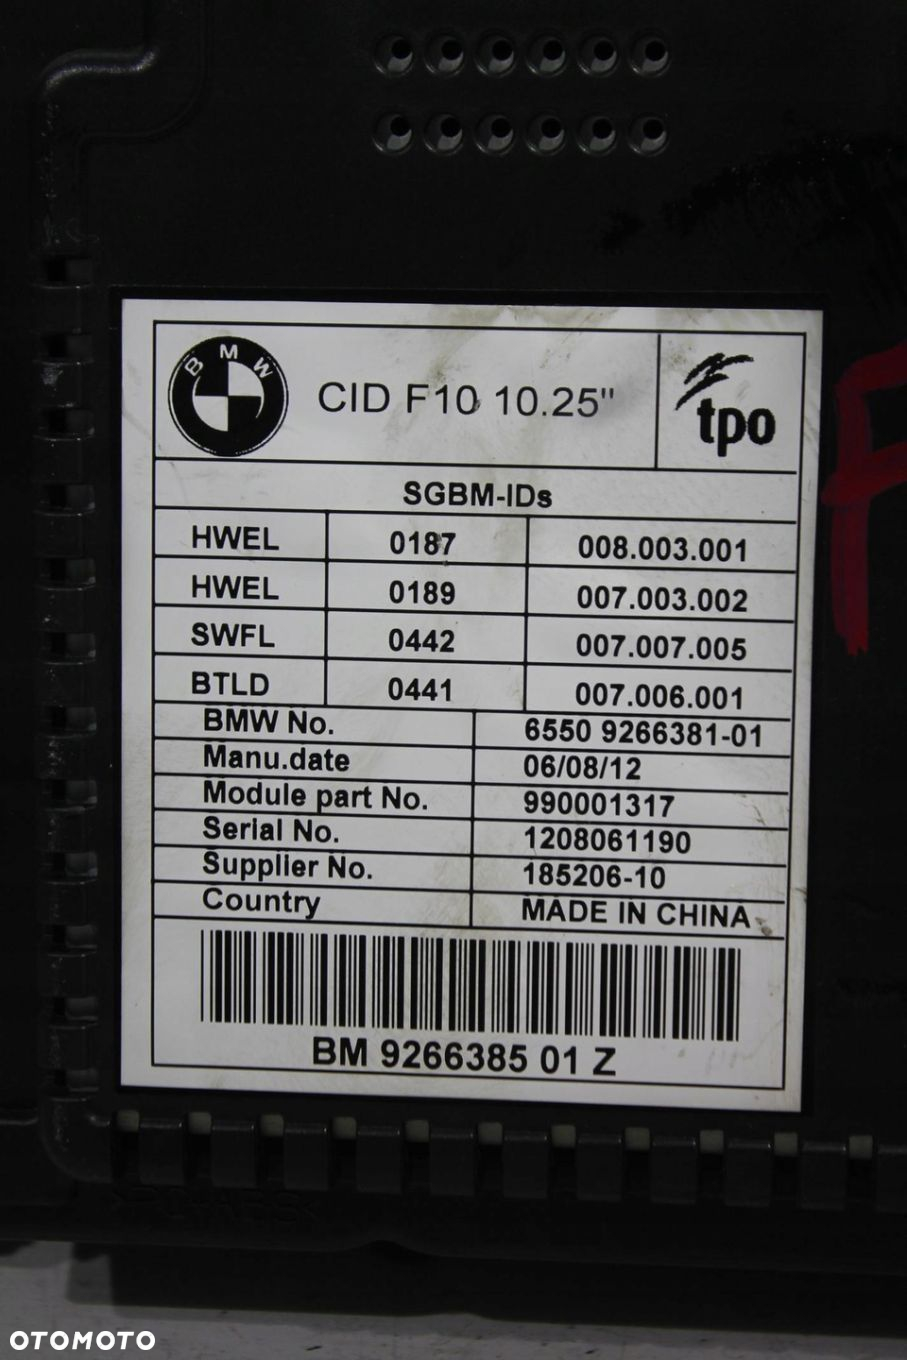 BMW
CID F10 10.25"
tpo
SGBM-IDs
HWEL 0187 008.003.001
HWEL 0189 007.003.002
SWFL 0442 007.007.005
BTLD 0441 007.006.001
BMW No. 6550 9266381-01
Manu.date 06/08/12
Module part No. 990001317
Serial No. 1208061190
Supplier No. 185206-10
Country MADE IN CHINA
BM 9266385 01 Z
OTOMOTO